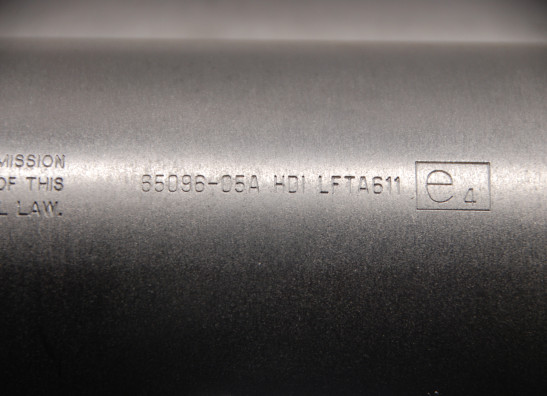 MISSION
OF THIS
L LAW.
65096-05A HDI LFTA611 e4